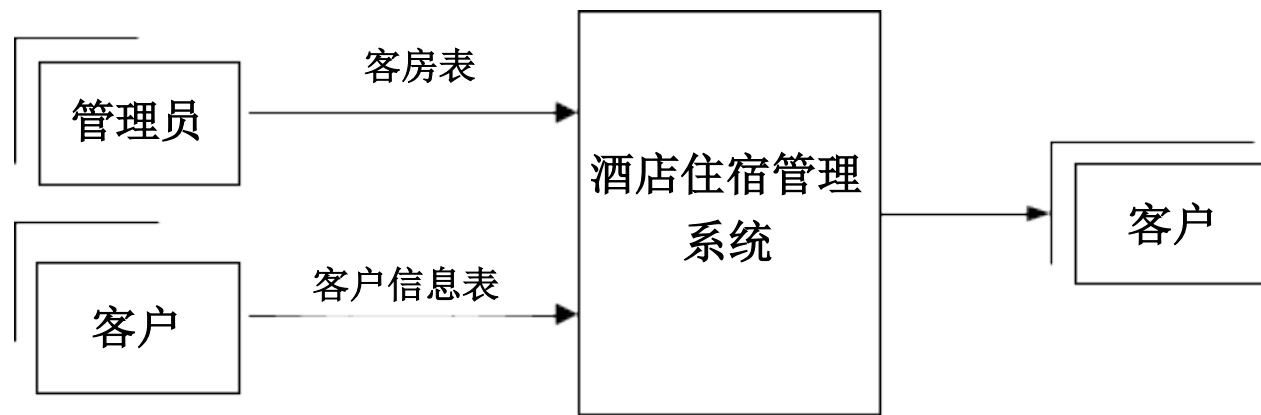 客房表
管理员
酒店住宿管理
系统
客户
客户信息表
客户